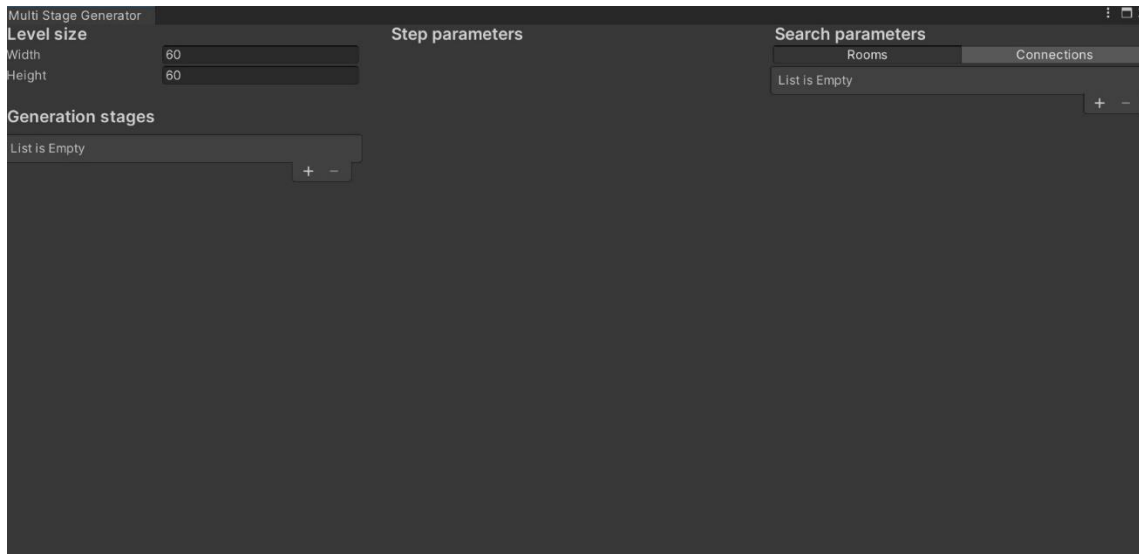 Multi Stage Generator
Level size
Width 60
Height 60
Generation stages
List is Empty
+ −
Step parameters
Search parameters
Rooms Connections
List is Empty
+ −